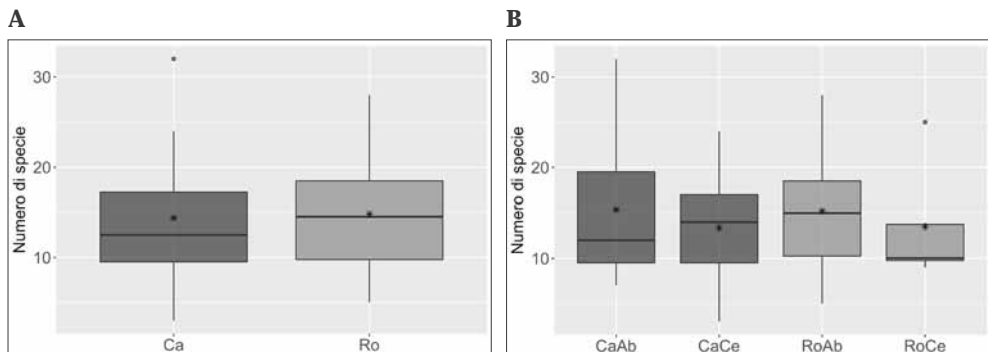 A
Numero di specie
30
20
10
Ca Ro
B
Numero di specie
30
20
10
CaAb CaCe RoAb RoCe